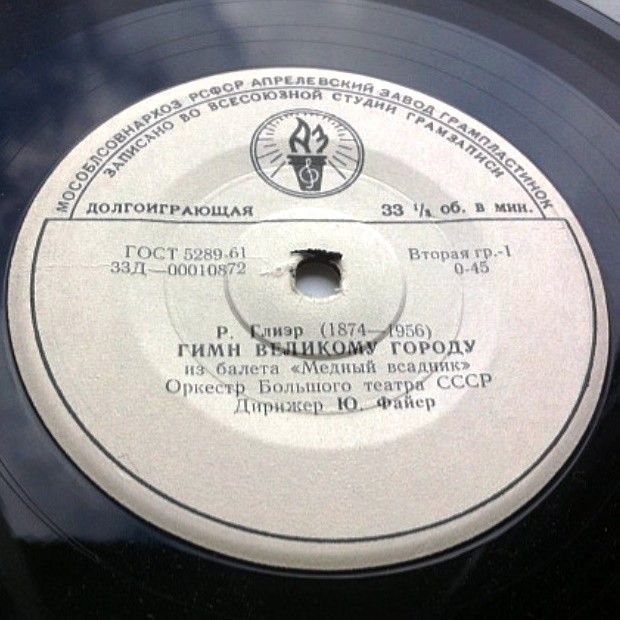 МОСОБЛСОВНАРХОЗ РСФСР АПРЕЛЕВСКИЙ ЗАВОД ГРАМПЛАСТИНОК
ЗАПИСАНО ВО ВСЕСОЮЗНОЙ СТУДИИ ГРАМЗАПИСИ
АЗ
ДОЛГОИГРАЮЩАЯ 33 ⅓ об. в мин.
ГОСТ 5289-61 Вторая гр.-1
33Д—00010872 0-45
Р. Глиэр (1874—1956)
ГИМН ВЕЛИКОМУ ГОРОДУ
из балета «Медный всадник»
Оркестр Большого театра СССР
Дирижер Ю. Файер